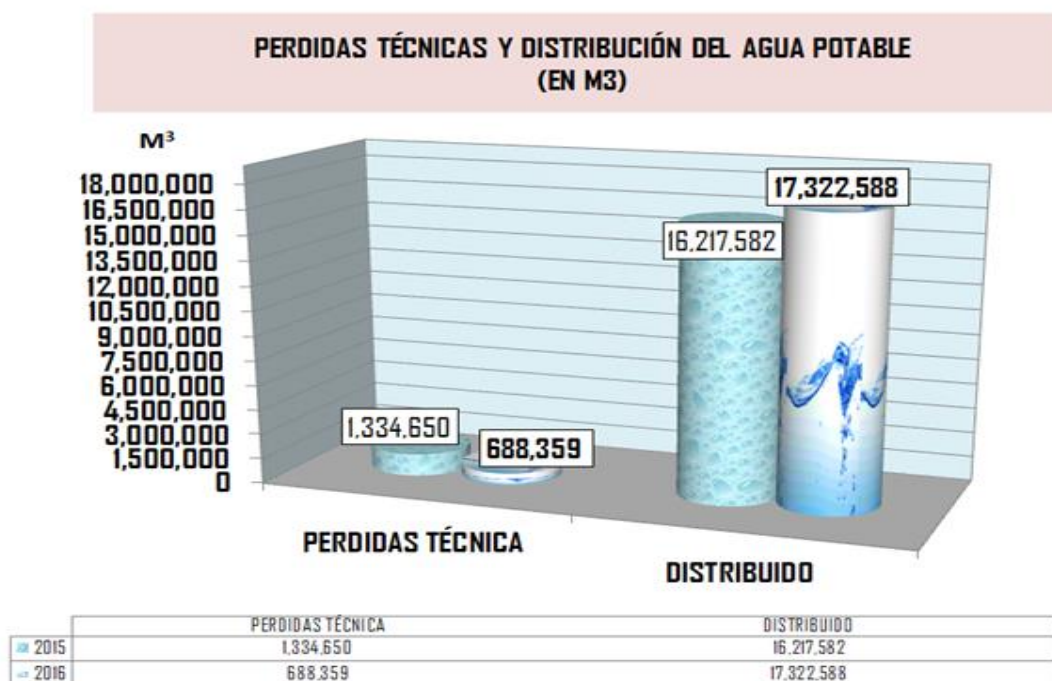 PERDIDAS TÉCNICAS Y DISTRIBUCIÓN DEL AGUA POTABLE
(EN M3)
M³
18,000,000
16,500,000
15,000,000
13,500,000
12,000,000
10,500,000
9,000,000
7,500,000
6,000,000
4,500,000
3,000,000
1,500,000
0
1,334,650
688,359
16,217,582
17,322,588
PERDIDAS TÉCNICA
DISTRIBUIDO
PERDIDAS TÉCNICA DISTRIBUIDO
2015 1,334,650 16,217,582
2016 688,359 17,322,588